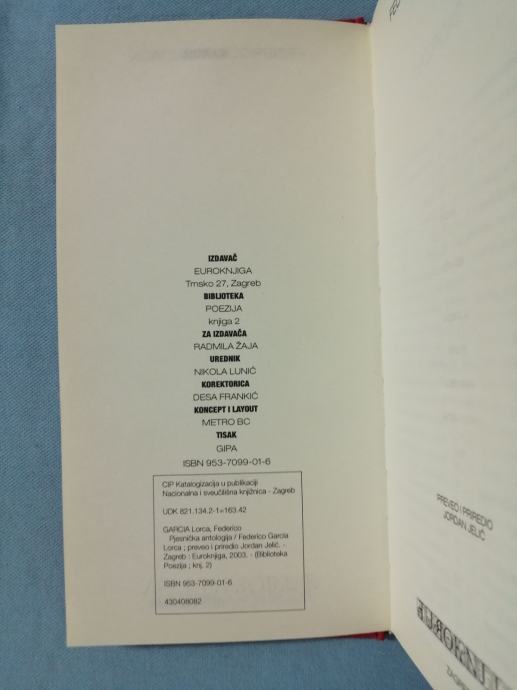 IZDAVAČ
EUROKNJIGA
Trnsko 27, Zagreb
BIBLIOTEKA
POEZIJA
knjiga 2
ZA IZDAVAČA
RADMILA ŽAJA
UREDNIK
NIKOLA LUNIĆ
KOREKTORICA
DESA FRANKIĆ
KONCEPT I LAYOUT
METRO BC
TISAK
GIPA
ISBN 953-7099-01-6
CIP Katalogizacija u publikaciji
Nacionalna i sveučilišna knjižnica - Zagreb
UDK 821.134.2-1=163.42
GARCIA Lorca, Federico
Pjesnička antologija / Federico Garcia
Lorca ; preveo i priredio Jordan Jelić. -
Zagreb : Euroknjiga, 2003. - (Biblioteka
Poezija ; knj. 2)
ISBN 953-7099-01-6
430408082
PREVEO I PRIREDIO
JORDAN JELIĆ